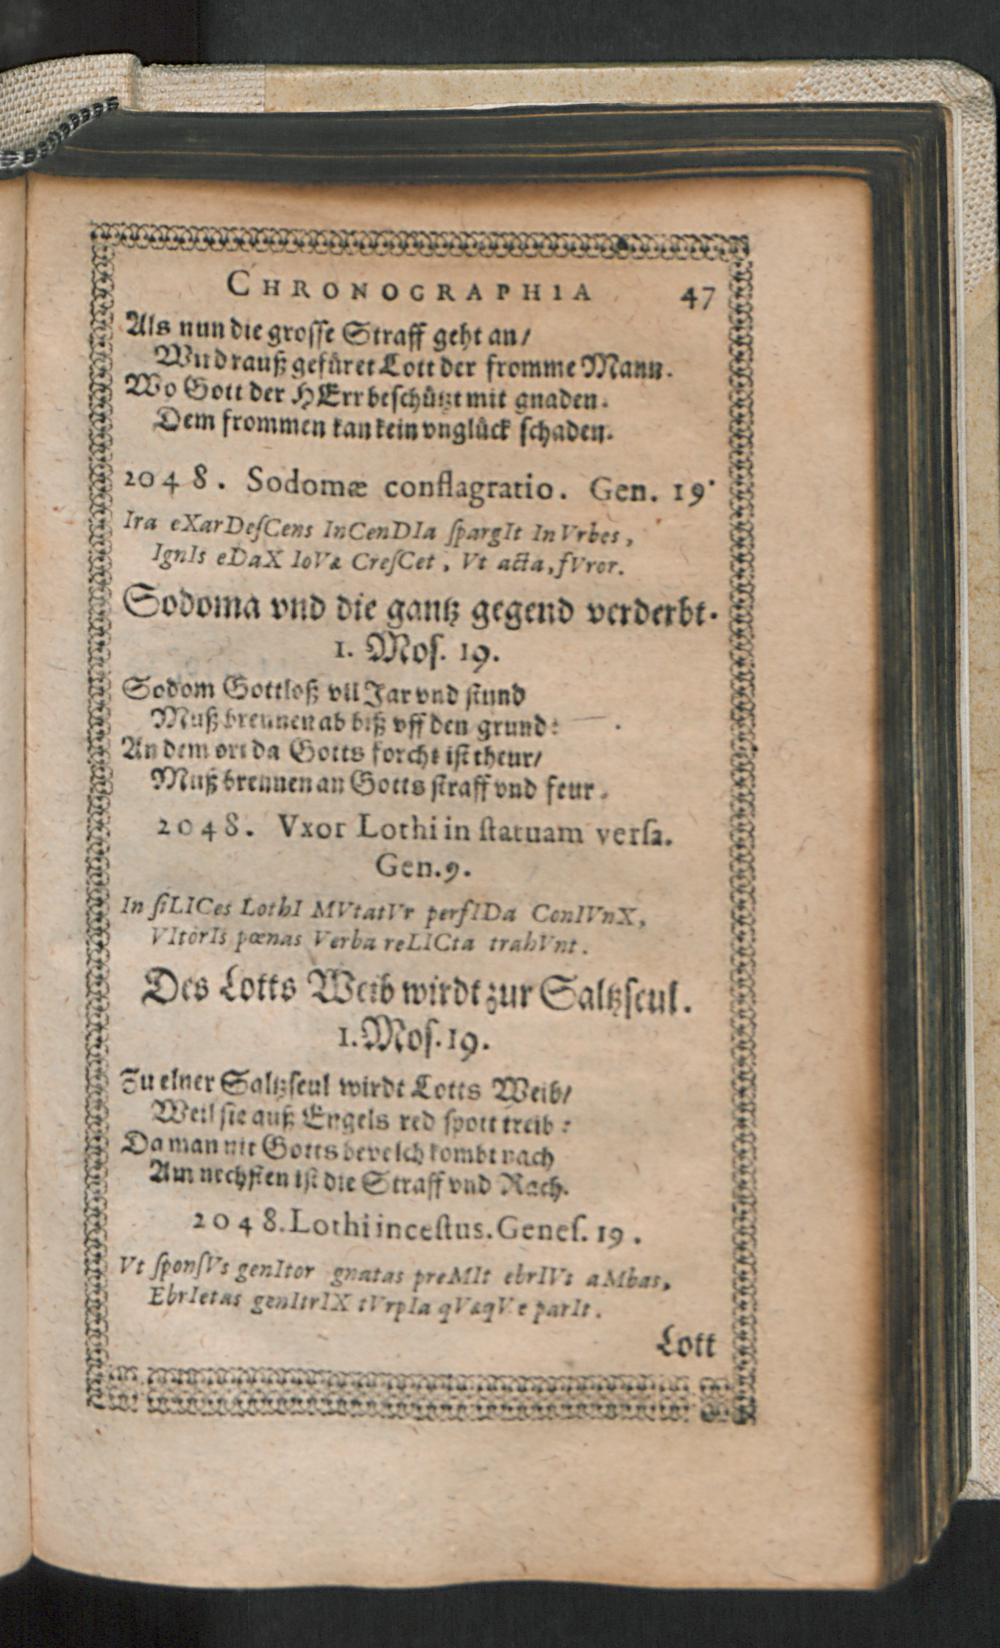 CHRONOGRAPHIA 47
Als nun die grosse Straff geht an/
Wird rauß gefüret Lott der fromme Mann.
Wo Gott der HErr beschützt mit gnaden.
Dem frommen kan kein vnglück schaden.
2048. Sodomæ conflagratio. Gen. 19.
Ira eXarDeſCens InCenDIa ſpargIt In Vrbes,
IgnIs eDaX IoVæ CreſCet, Vt acta, fVror.
Sodoma vnd die gantz gegend verderbt.
1. Moſ. 19.
Sodom Gottloß vil Jar vnd stund
Muß brennen ab biß vff den grund:
An dem ort da Gotts forcht ist theur/
Muß brennen an Gotts straff vnd feur.
2048. Vxor Lothi in ſtatuam verſa.
Gen. 9.
In ſiLICes LothI MVtatVr perfIDa ConIVnX,
VltorIs pœnas Verba reLICta trahVnt.
Des Lotts Weib wirdt zur Saltzseul.
1. Moſ. 19.
Zu einer Saltzseul wirdt Lotts Weib/
Weil sie auß Engels red spott treib:
Da man nit Gotts bevelch kombt nach
Am nechsten ist die Straff vnd Rach.
2048. Lothi inceſtus. Geneſ. 19.
Vt ſponſVs genItor gnatas preMIt ebrIVs aMbas,
EbrIetas genItrIX tVrpIa qVæqVe parIt.
Lott